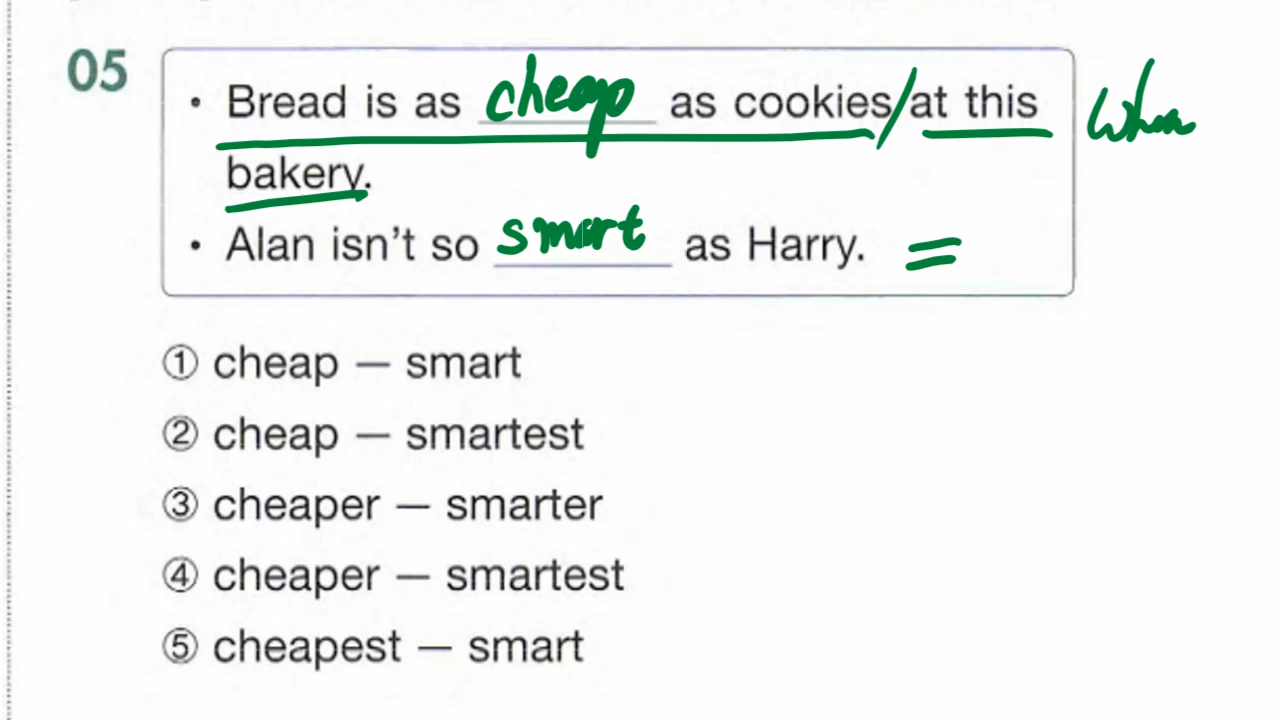 05
• Bread is as cheap as cookies/at this
bakery.
• Alan isn't so smart as Harry. =
① cheap — smart
② cheap — smartest
③ cheaper — smarter
④ cheaper — smartest
⑤ cheapest — smart